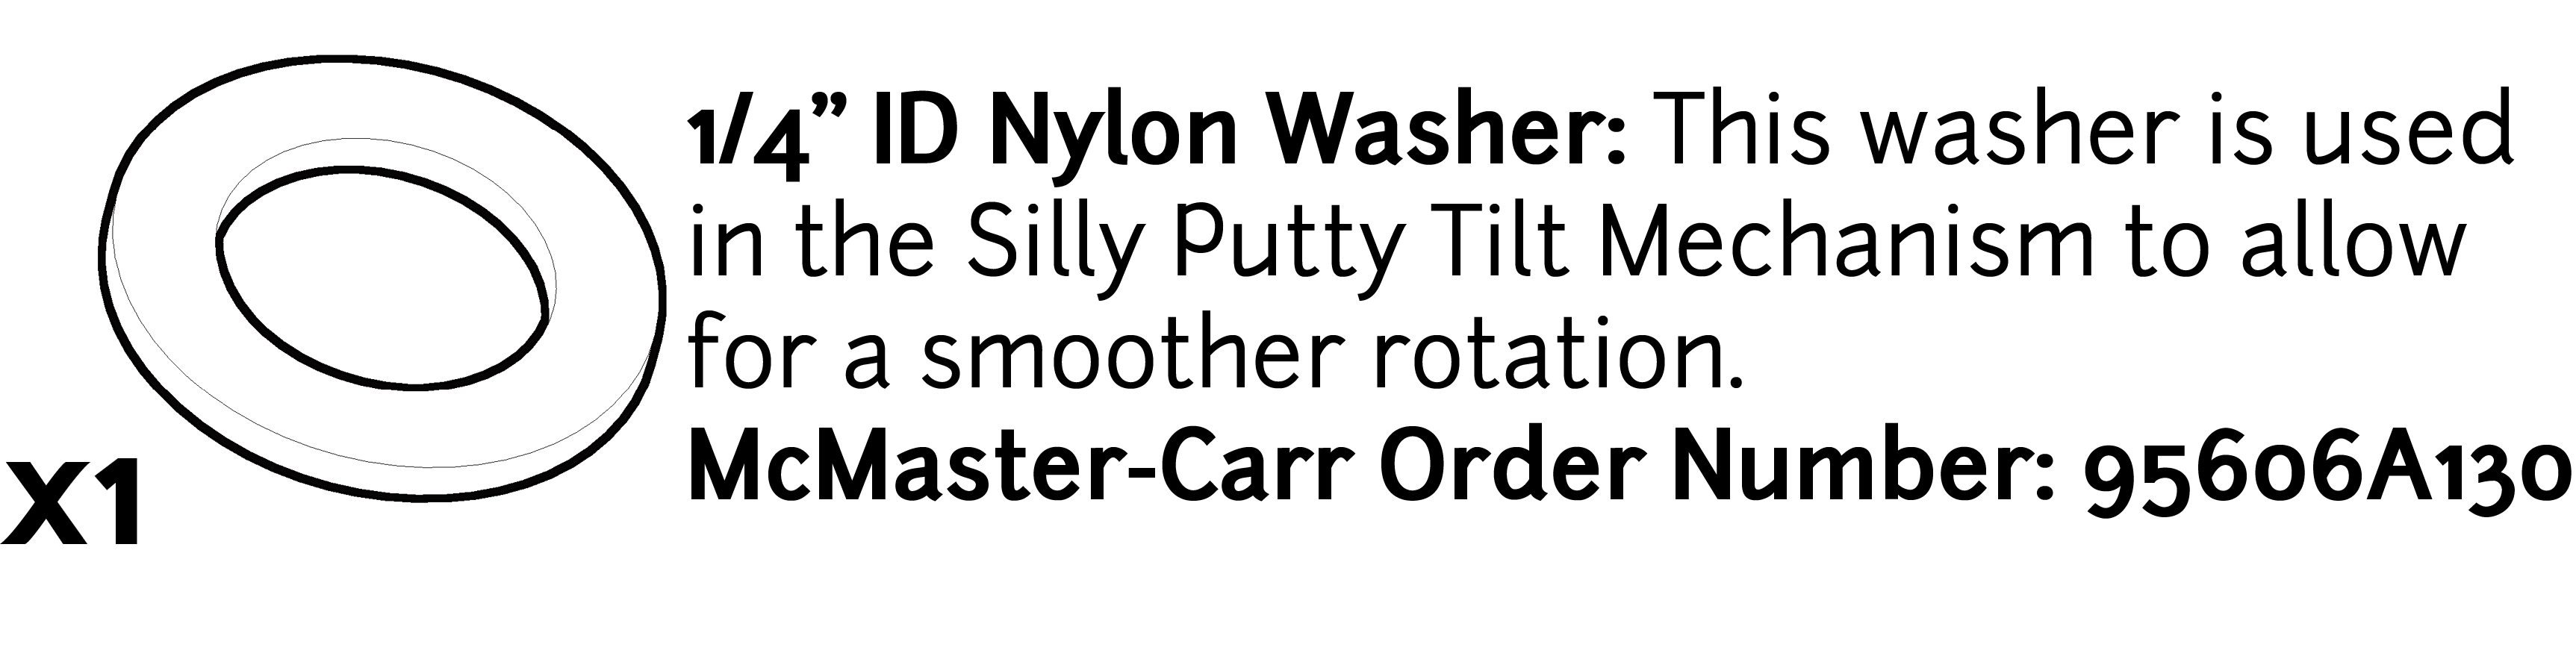 1/4” ID Nylon Washer: This washer is used
in the Silly Putty Tilt Mechanism to allow
for a smoother rotation.
McMaster-Carr Order Number: 95606A130
x1